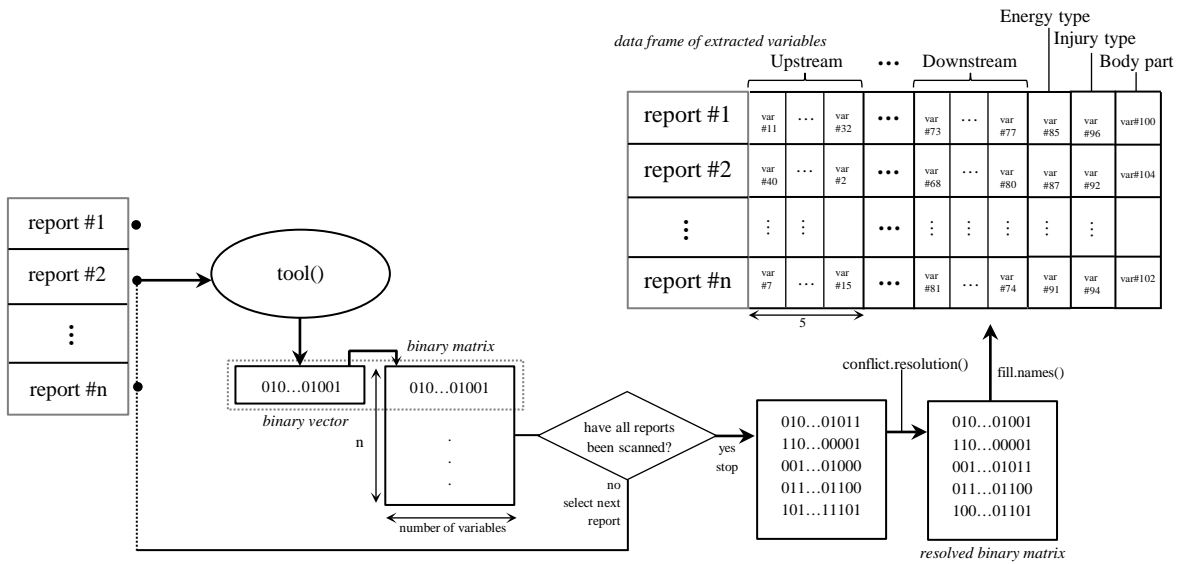 Energy type
data frame of extracted variables
Injury type
Upstream ••• Downstream
Body part
report #1 var #11 … var #32 ••• var #73 … var #77 var #85 var #96 var#100
report #2 var #40 … var #2 ••• var #68 … var #80 var #87 var #92 var#104
⋮ ⋮ ⋮ ••• ⋮ ⋮ ⋮ ⋮ ⋮
report #n var #7 … var #15 ••• var #81 … var #74 var #91 var #94 var#102
5
report #1
report #2
⋮
report #n
tool()
binary matrix
010…01001
binary vector
010…01001
.
.
.
n
number of variables
have all reports
been scanned?
yes
stop
no
select next
report
010…01011
110…00001
001…01000
011…01100
101…11101
conflict.resolution()
fill.names()
010…01001
110…00001
001…01011
011…01100
100…01101
resolved binary matrix